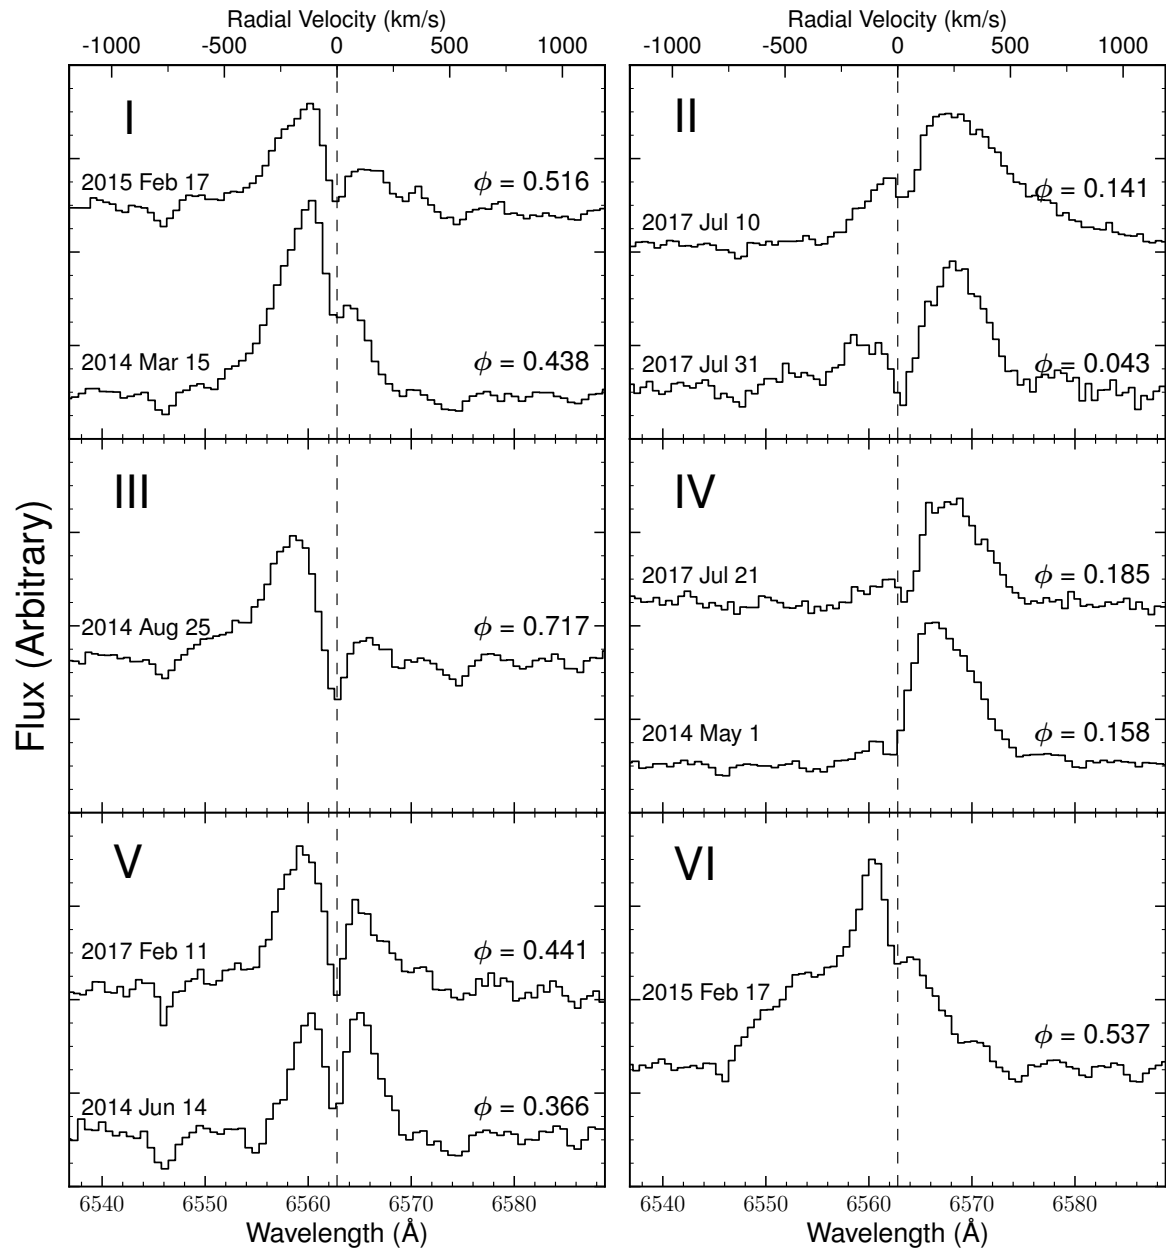 Radial Velocity (km/s)
Radial Velocity (km/s)
-1000 -500 0 500 1000
-1000 -500 0 500 1000
I
2015 Feb 17
ϕ = 0.516
2014 Mar 15
ϕ = 0.438
II
2017 Jul 10
ϕ = 0.141
2017 Jul 31
ϕ = 0.043
III
2014 Aug 25
ϕ = 0.717
IV
2017 Jul 21
ϕ = 0.185
2014 May 1
ϕ = 0.158
V
2017 Feb 11
ϕ = 0.441
2014 Jun 14
ϕ = 0.366
VI
2015 Feb 17
ϕ = 0.537
Flux (Arbitrary)
6540 6550 6560 6570 6580
6540 6550 6560 6570 6580
Wavelength (Å)
Wavelength (Å)